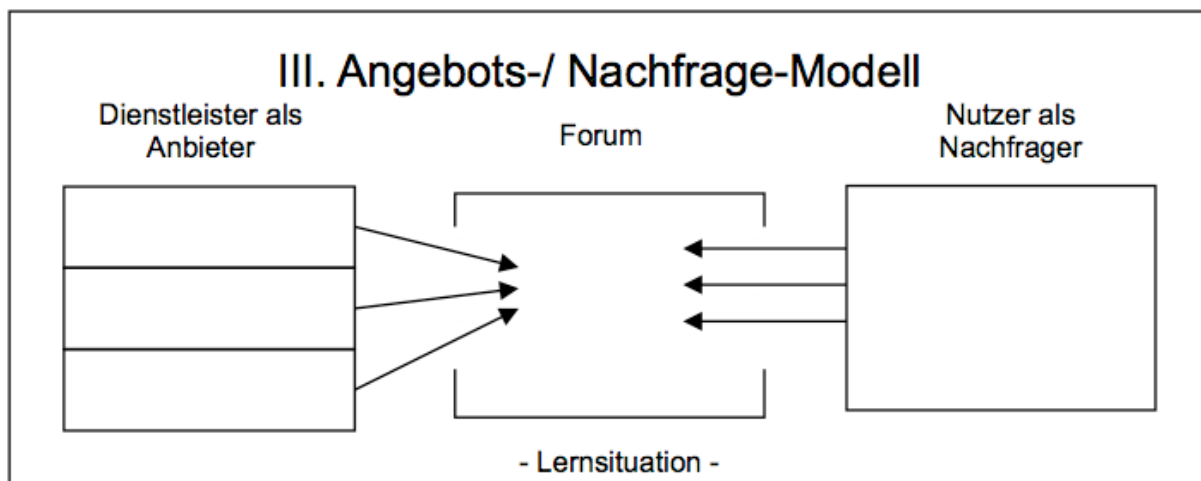 III. Angebots-/ Nachfrage-Modell
Dienstleister als
Anbieter
Forum
Nutzer als
Nachfrager
- Lernsituation -